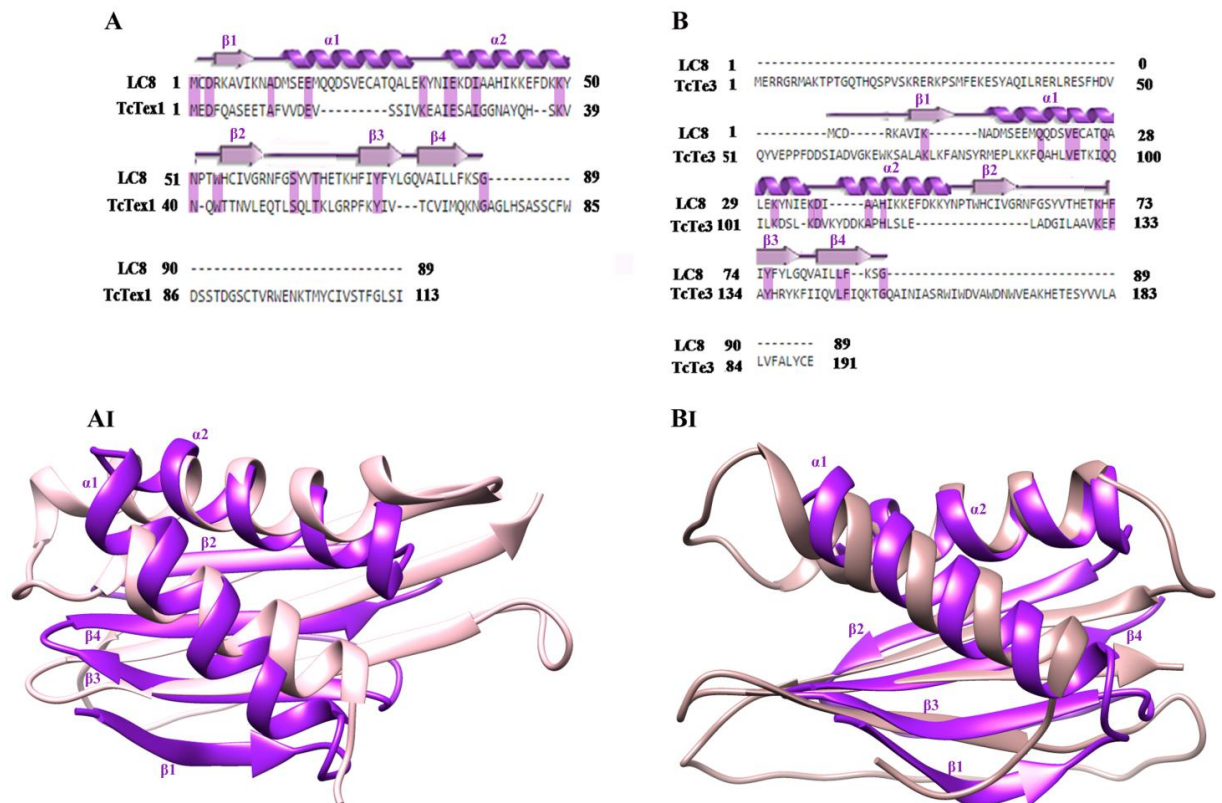 A
β1 α1 α2
LC8 1 MCDRKAVIKNADMSEEMQQDSVECATQALEKYNIEKDIAAHIKKEFDKKY 50
TcTex1 1 MEDFQASEETAFVVDEV---------SSIVKEAIESAIGGNAYQH--SKV 39
β2 β3 β4
LC8 51 NPTWHCIVGRNFGSYVTHETKHFIYFYLGQVAILLFKSG----------- 89
TcTex1 40 N-QWTTNVLEQTLSQLTKLGRPFKYIV---TCVIMQKNGAGLHSASSCFW 85
LC8 90 ---------------------------- 89
TcTex1 86 DSSTDGSCTVRWENKTMYCIVSTFGLSI 113
B
LC8 1 -------------------------------------------------- 0
TcTe3 1 MERRGRMAKTPTGQTHQSPVSKRERKPSMFEKESYAQILRERLRESFHDV 50
β1 α1
LC8 1 ----------MCD-----RKAVIK-------NADMSEEMQQDSVECATQA 28
TcTe3 51 QYVEPPFDDSIADVGKEWKSALAKLKFANSYRMEPLKKFQAHLVETKIQQ 100
α2 β2
LC8 29 LEKYNIEKDI-----AAHIKKEFDKKYNPTWHCIVGRNFGSYVTHETKHF 73
TcTe3 101 ILKDSL-KDVKYDDKAPHLSLE----------------LADGILAAVKEF 133
β3 β4
LC8 74 IYFYLGQVAILLF--KSG-------------------------------- 89
TcTe3 134 AYHRYKFIIQVLFIQKTGQAINIASRWIWDVAWDNWVEAKHETESYVVLA 183
LC8 90 -------- 89
TcTe3 84 LVFALYCE 191
AI
α2
α1
β2
β4
β3
β1
BI
α1
α2
β2
β4
β3
β1